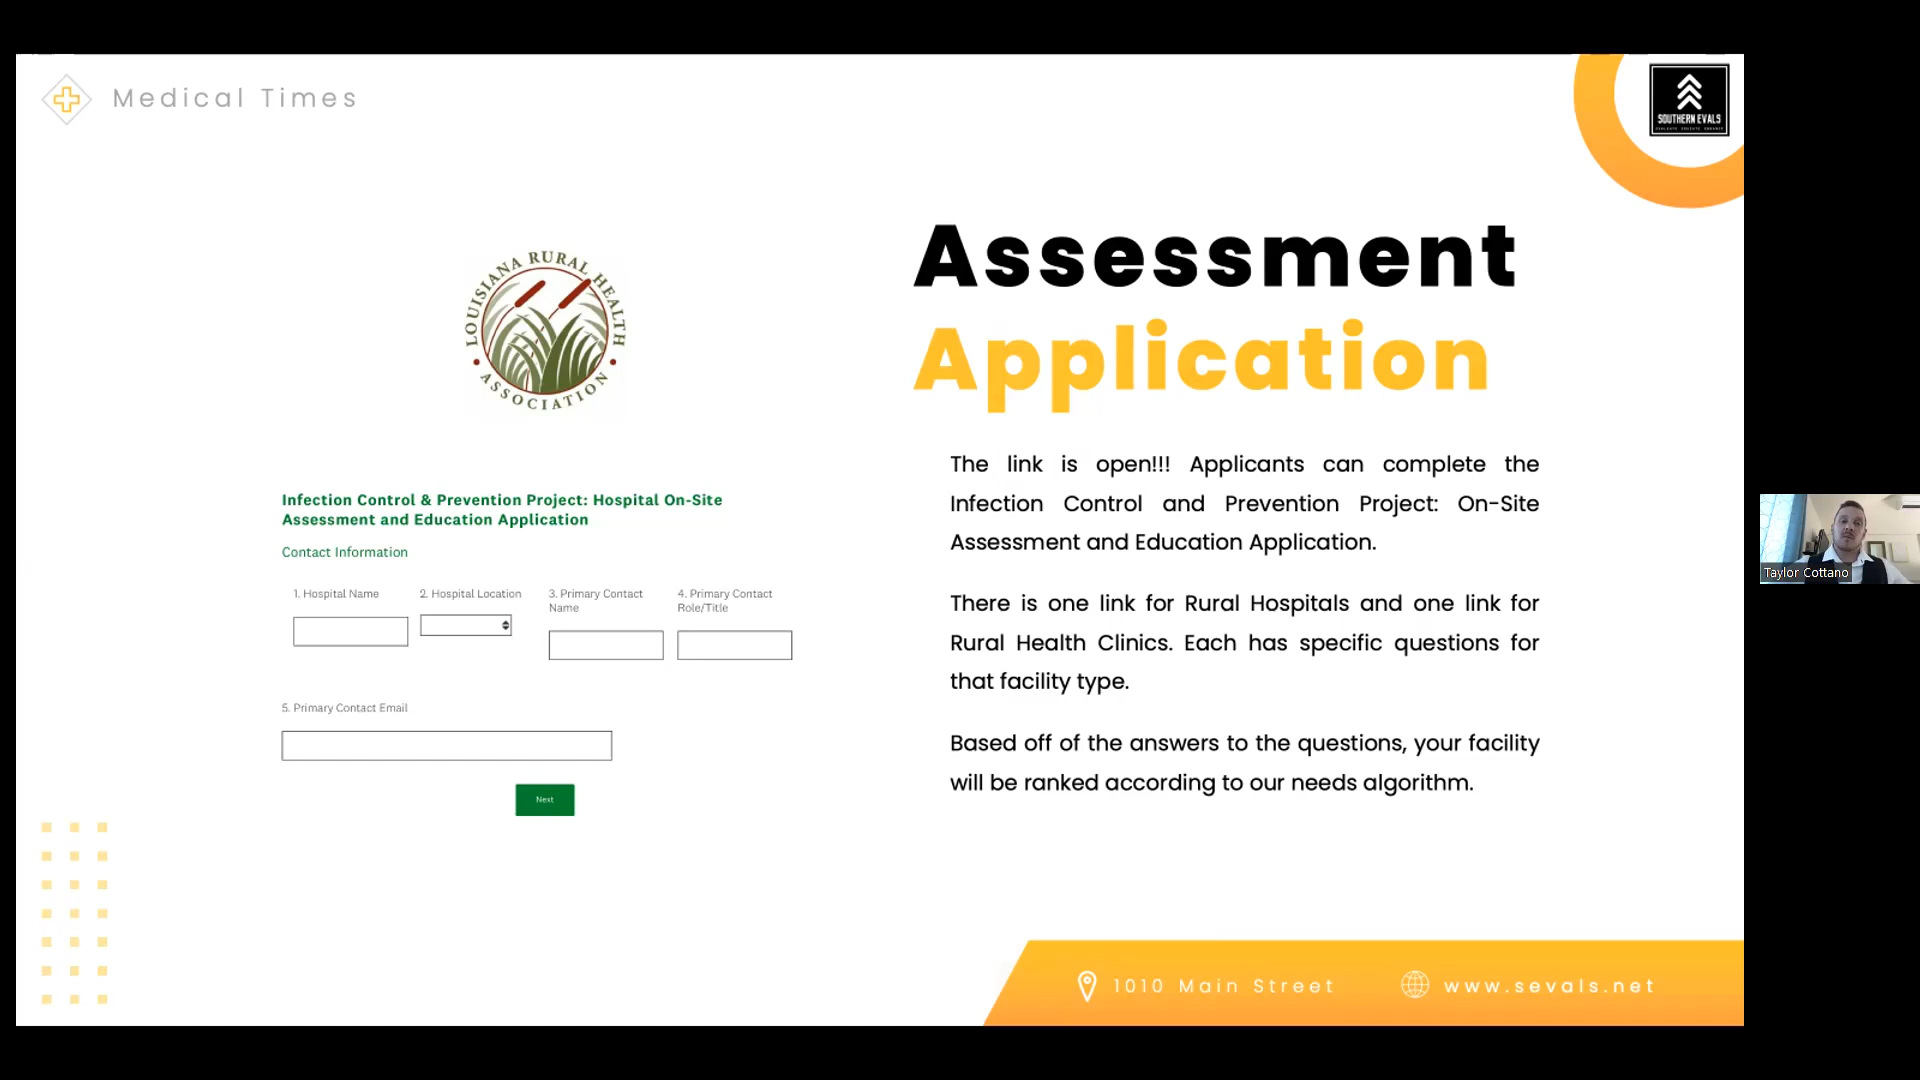 Medical Times
SOUTHERN EVALS
LOUISIANA RURAL HEALTH
ASSOCIATION
Assessment
Application
Infection Control & Prevention Project: Hospital On-Site
Assessment and Education Application
Contact Information
1. Hospital Name
2. Hospital Location
3. Primary Contact
Name
4. Primary Contact
Role/Title
5. Primary Contact Email
Next
The link is open!!! Applicants can complete the
Infection Control and Prevention Project: On-Site
Assessment and Education Application.
There is one link for Rural Hospitals and one link for
Rural Health Clinics. Each has specific questions for
that facility type.
Based off of the answers to the questions, your facility
will be ranked according to our needs algorithm.
1010 Main Street
www.sevals.net
Taylor Cottano